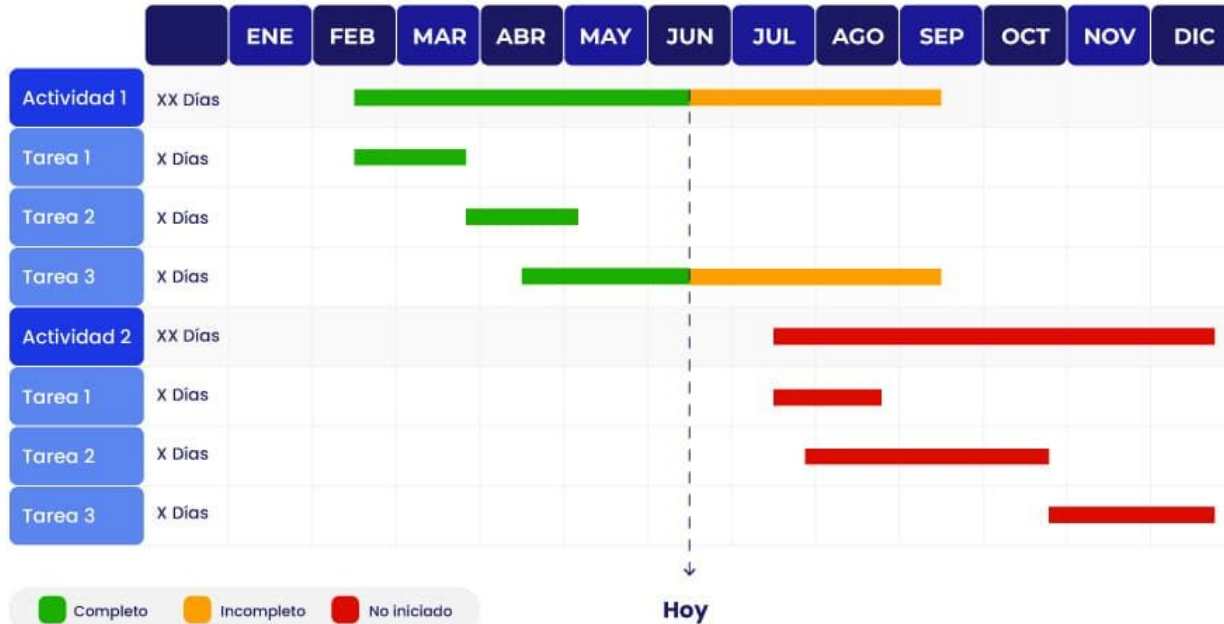 ENE FEB MAR ABR MAY JUN JUL AGO SEP OCT NOV DIC
Actividad 1 XX Días
Tarea 1 X Días
Tarea 2 X Días
Tarea 3 X Días
Actividad 2 XX Días
Tarea 1 X Días
Tarea 2 X Días
Tarea 3 X Días
Completo Incompleto No iniciado Hoy